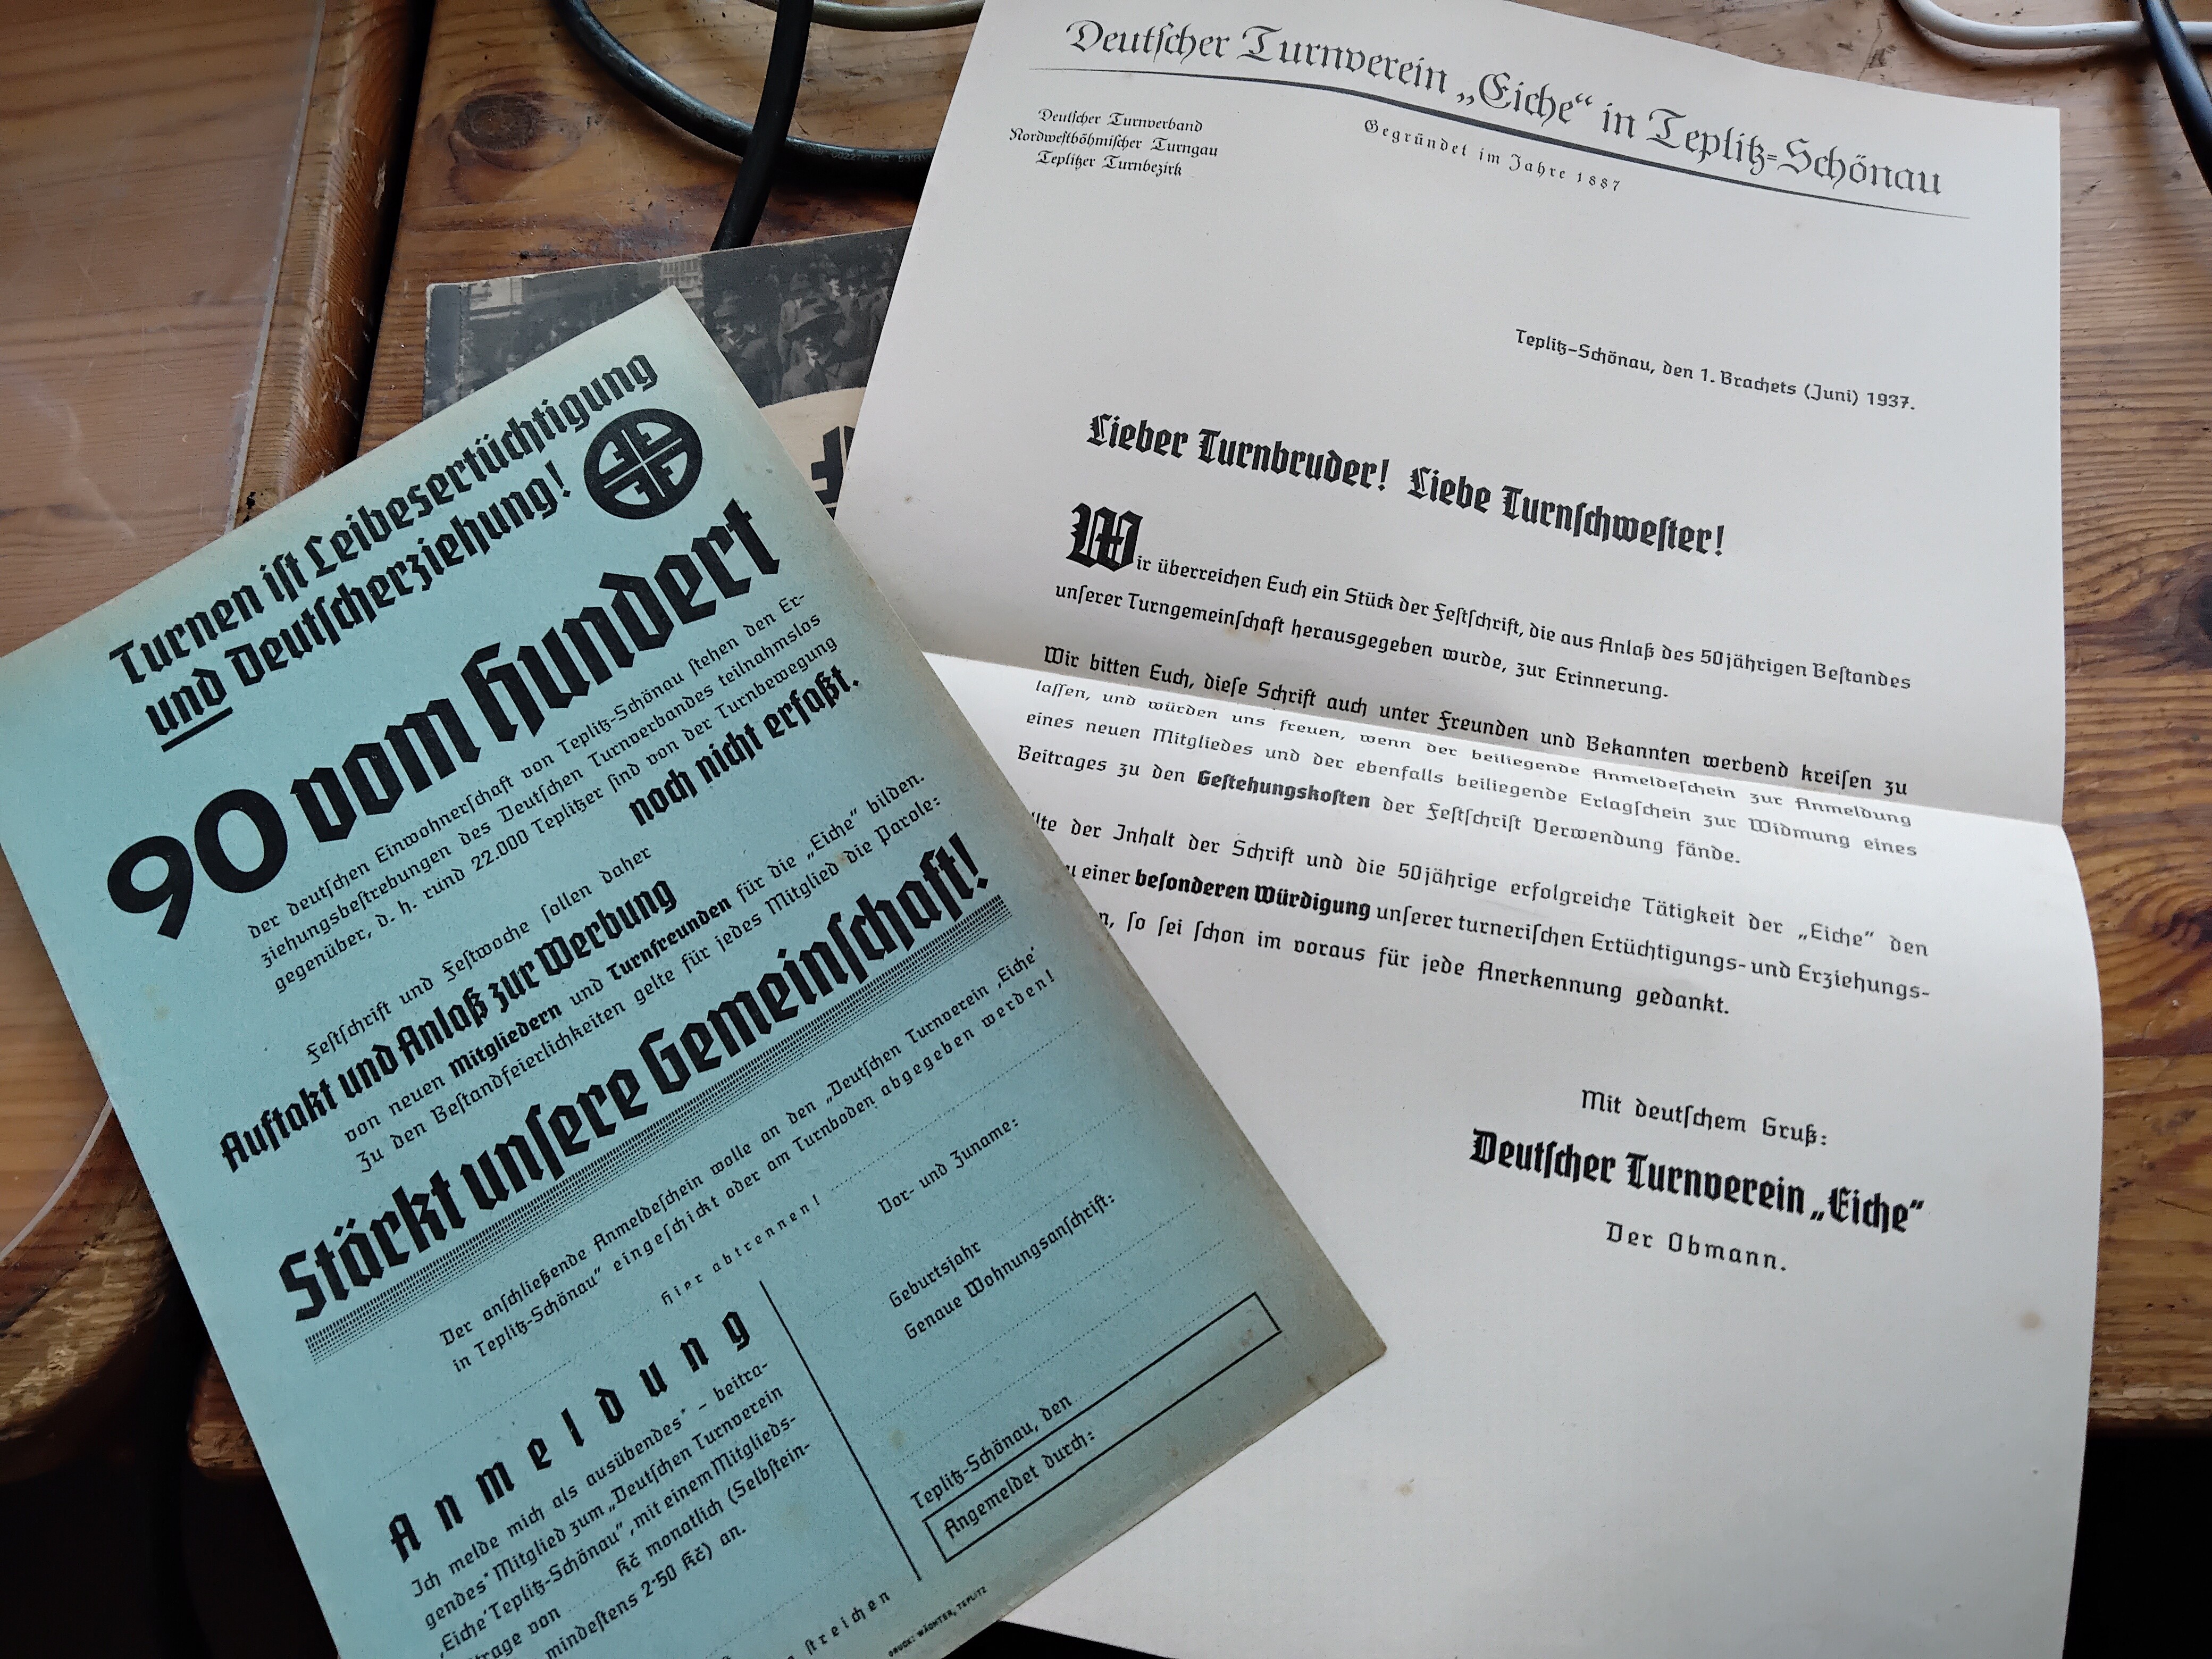 Deutſcher Turnverein „Eiche“ in Teplitz=Schönau
Deutſcher Turnverband
Nordweſtböhmiſcher Turngau
Teplitzer Turnbezirk
Gegründet im Jahre 1887
Teplitz-Schönau, den 1. Brachets (Juni) 1937.
Lieber Turnbruder! Liebe Turnſchweſter!
Wir überreichen Euch ein Stück der Feſtſchrift, die aus Anlaß des 50jährigen Beſtandes
unſerer Turngemeinſchaft herausgegeben wurde, zur Erinnerung.
Wir bitten Euch, dieſe Schrift auch unter Freunden und Bekannten werbend kreiſen zu
laſſen, und würden uns freuen, wenn der beiliegende Anmeldeſchein zur Anmeldung
eines neuen Mitgliedes und der ebenfalls beiliegende Erlagſchein zur Widmung eines
Beitrages zu den Geſtehungskoſten der Feſtſchrift Verwendung fände.
lte der Inhalt der Schrift und die 50jährige erfolgreiche Tätigkeit der „Eiche“ den
u einer beſonderen Würdigung unſerer turneriſchen Ertüchtigungs- und Erziehungs-
n, ſo ſei ſchon im voraus für jede Anerkennung gedankt.
Mit deutſchem Gruß:
Deutſcher Turnverein „Eiche“
Der Obmann.
Turnen iſt Leibesertüchtigung
und Deutſcherziehung!
90 vom Hundert
der deutſchen Einwohnerſchaft von Teplitz-Schönau ſtehen den Er-
ziehungsbeſtrebungen des Deutſchen Turnverbandes teilnahmslos
gegenüber, d. h. rund 22.000 Teplitzer ſind von der Turnbewegung
noch nicht erfaßt.
Feſtſchrift und Feſtwoche ſollen daher
Auftakt und Anlaß zur Werbung
von neuen Mitgliedern und Turnfreunden für die „Eiche“ bilden.
Zu den Beſtandfeierlichkeiten gelte für jedes Mitglied die Parole:
Stärkt unſere Gemeinſchaft!
Der anſchließende Anmeldeſchein wolle an den „Deutſchen Turnverein ‚Eiche‘
in Teplitz-Schönau“ eingeſchickt oder am Turnboden abgegeben werden!
Hier abtrennen!
Anmeldung
Ich melde mich als ausübendes* – beitra-
gendes* Mitglied zum „Deutſchen Turnverein
‚Eiche‘ Teplitz-Schönau“, mit einem Mitglieds-
trage von Kč monatlich (Selbſtein-
mindeſtens 2·50 Kč) an.
ſtreichen
Vor- und Zuname:
Geburtsjahr
Genaue Wohnungsanſchrift:
Teplitz-Schönau, den
Angemeldet durch:
DRUCK: WÄCHTER, TEPLITZ